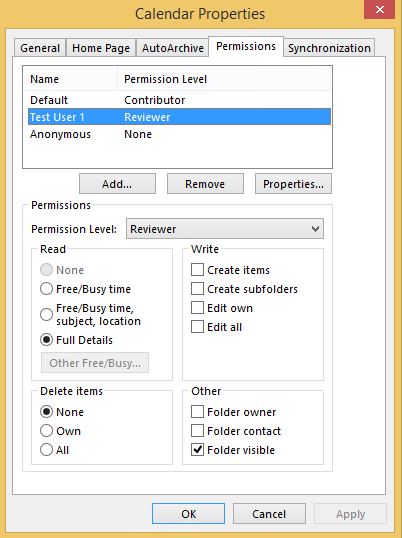 Calendar Properties
General Home Page AutoArchive Permissions Synchronization
Name Permission Level
Default Contributor
Test User 1 Reviewer
Anonymous None
Add... Remove Properties...
Permissions
Permission Level: Reviewer
Read
None
Free/Busy time
Free/Busy time,
subject, location
Full Details
Other Free/Busy...
Write
Create items
Create subfolders
Edit own
Edit all
Delete items
None
Own
All
Other
Folder owner
Folder contact
Folder visible
OK Cancel Apply